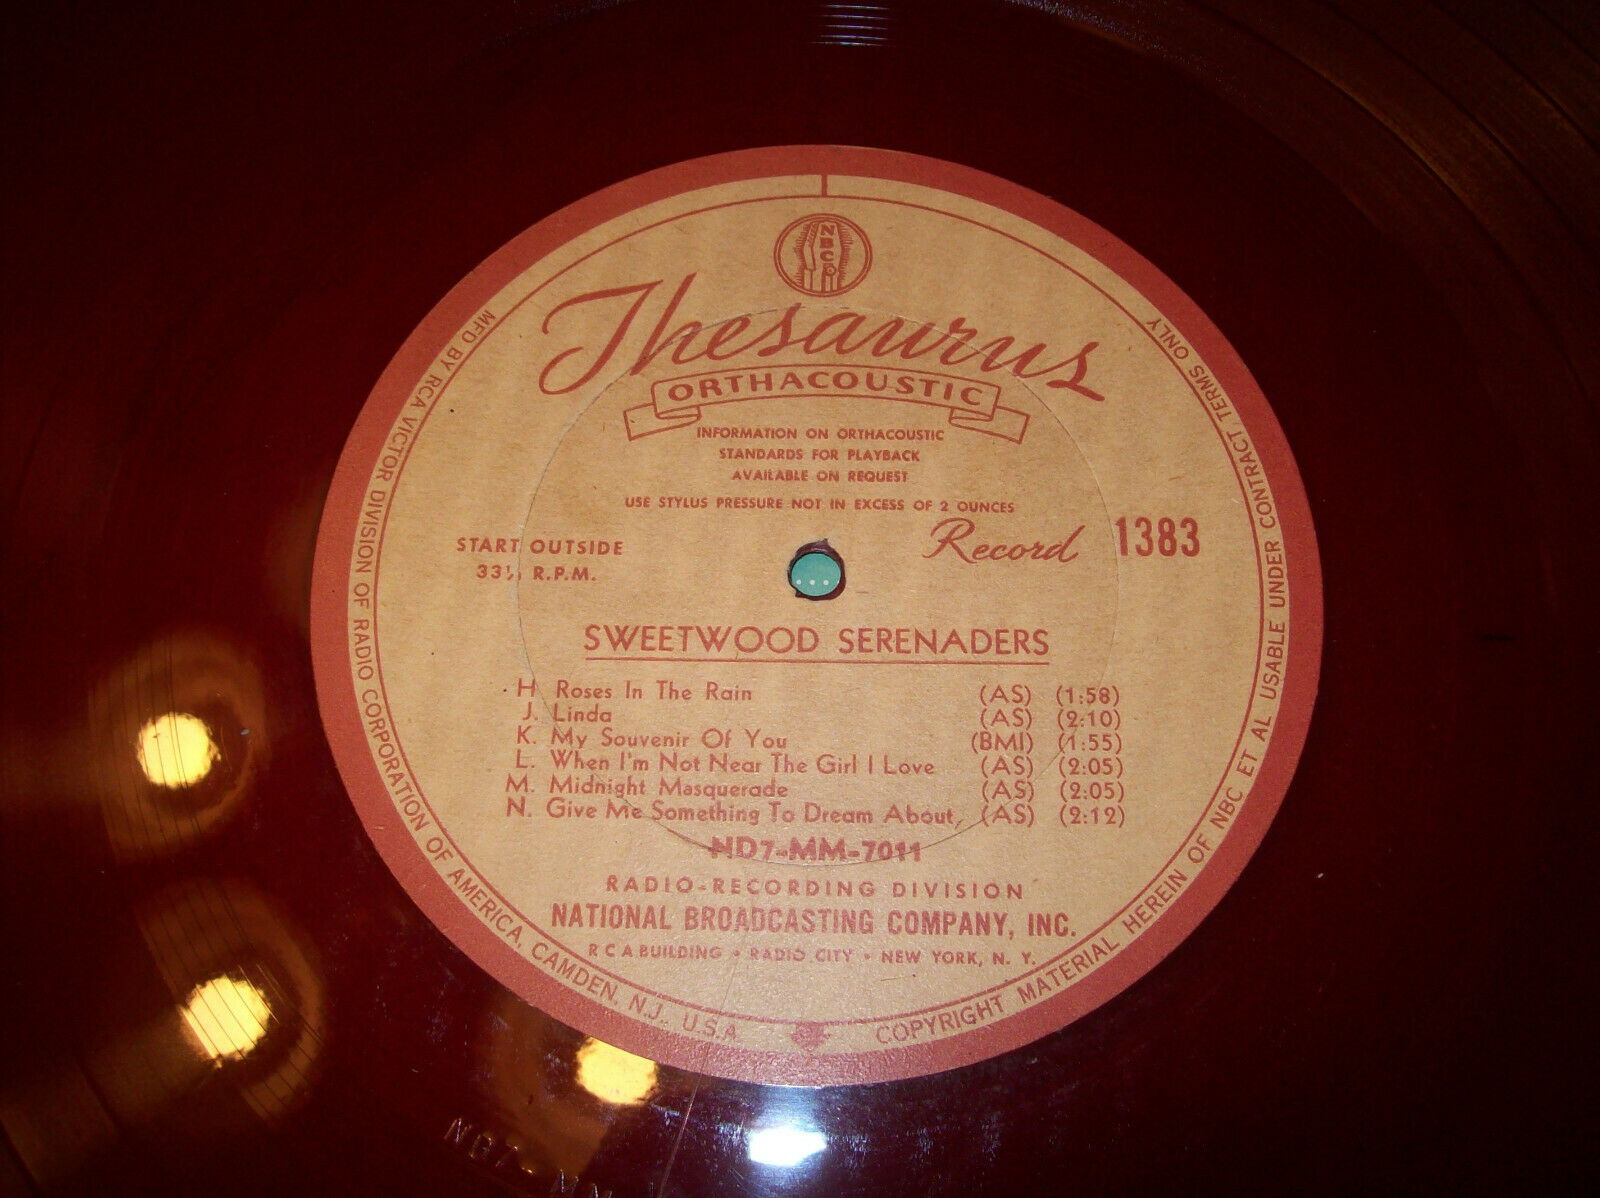 NBC
Thesaurus
ORTHACOUSTIC
INFORMATION ON ORTHACOUSTIC
STANDARDS FOR PLAYBACK
AVAILABLE ON REQUEST
USE STYLUS PRESSURE NOT IN EXCESS OF 2 OUNCES
START OUTSIDE
33⅓ R.P.M.
Record 1383
SWEETWOOD SERENADERS
H. Roses In The Rain (AS) (1:58)
J. Linda (AS) (2:10)
K. My Souvenir Of You (BMI) (1:55)
L. When I'm Not Near The Girl I Love (AS) (2:05)
M. Midnight Masquerade (AS) (2:05)
N. Give Me Something To Dream About, (AS) (2:12)
ND7-MM-7011
RADIO-RECORDING DIVISION
NATIONAL BROADCASTING COMPANY, INC.
RCA BUILDING • RADIO CITY • NEW YORK, N. Y.
MFD BY RCA VICTOR DIVISION OF RADIO CORPORATION OF AMERICA, CAMDEN, N.J., U.S.A
COPYRIGHT MATERIAL HEREIN OF NBC ET AL USABLE UNDER CONTRACT TERMS ONLY
ND7-MM